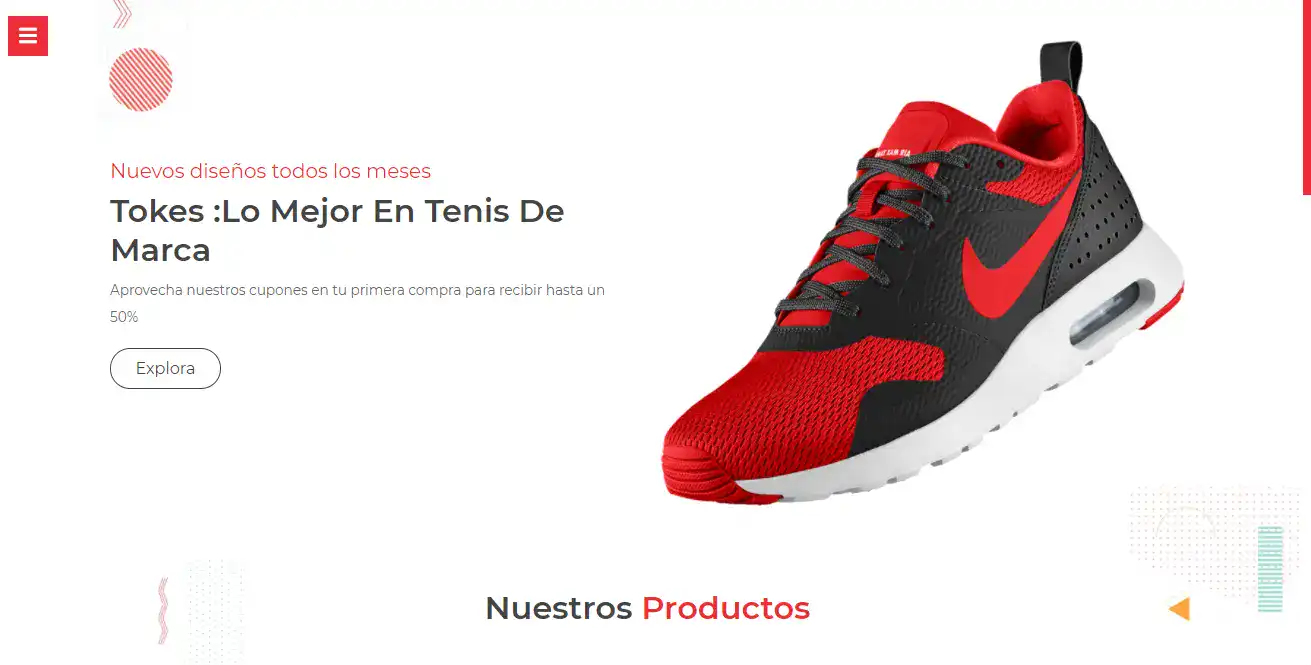 Nuevos diseños todos los meses
Tokes :Lo Mejor En Tenis De
Marca
Aprovecha nuestros cupones en tu primera compra para recibir hasta un
50%
Explora
Nuestros Productos